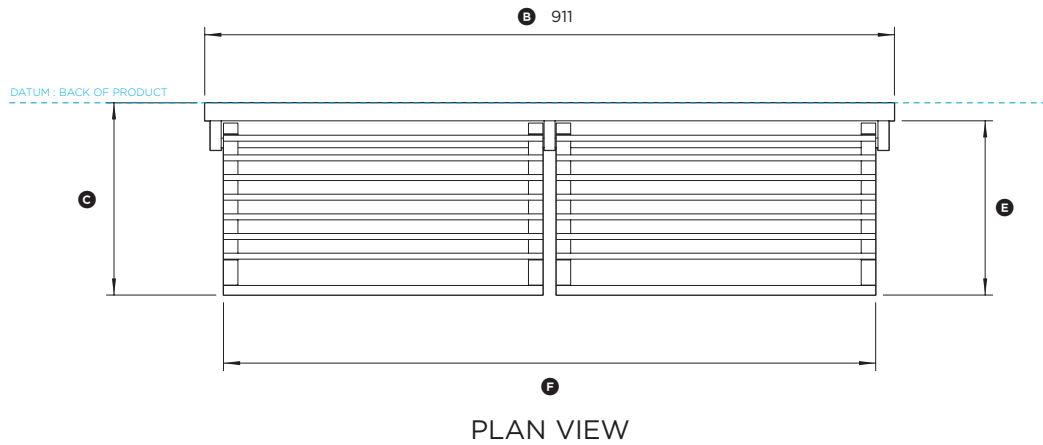 B 911
DATUM : BACK OF PRODUCT
C
E
F
PLAN VIEW